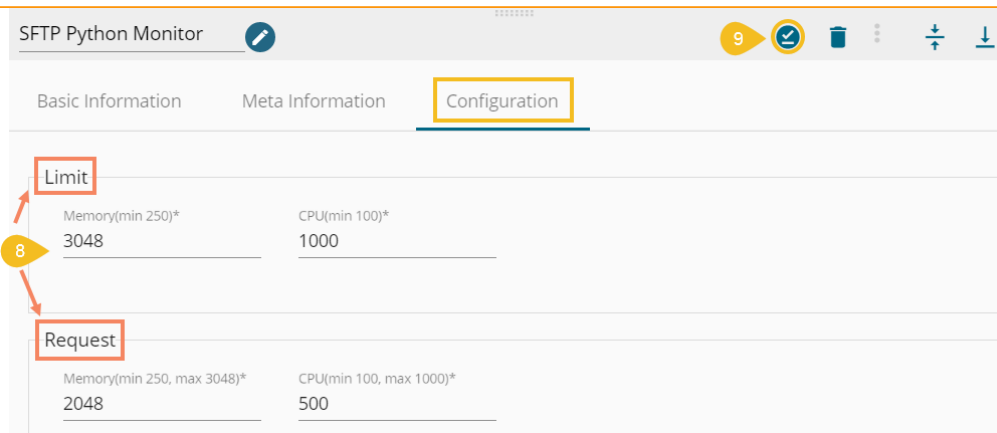 SFTP Python Monitor
9
Basic Information Meta Information Configuration
Limit
Memory(min 250)* CPU(min 100)*
3048 1000
8
Request
Memory(min 250, max 3048)* CPU(min 100, max 1000)*
2048 500